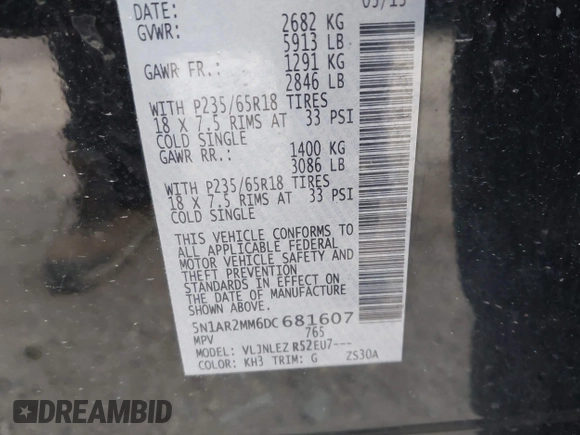 DATE: 05/13
GVWR: 2682 KG
5913 LB
GAWR FR.: 1291 KG
2846 LB
WITH P235/65R18 TIRES
18 X 7.5 RIMS AT 33 PSI
COLD SINGLE
GAWR RR.: 1400 KG
3086 LB
WITH P235/65R18 TIRES
18 X 7.5 RIMS AT 33 PSI
COLD SINGLE
THIS VEHICLE CONFORMS TO
ALL APPLICABLE FEDERAL
MOTOR VEHICLE SAFETY AND
THEFT PREVENTION
STANDARDS IN EFFECT ON
THE DATE OF MANUFACTURE
SHOWN ABOVE.
5N1AR2MM6DC681607
MPV 765
MODEL: VLJNLEZ RS2EU7---
COLOR: KH3 TRIM: G ZS30A
DREAMBID